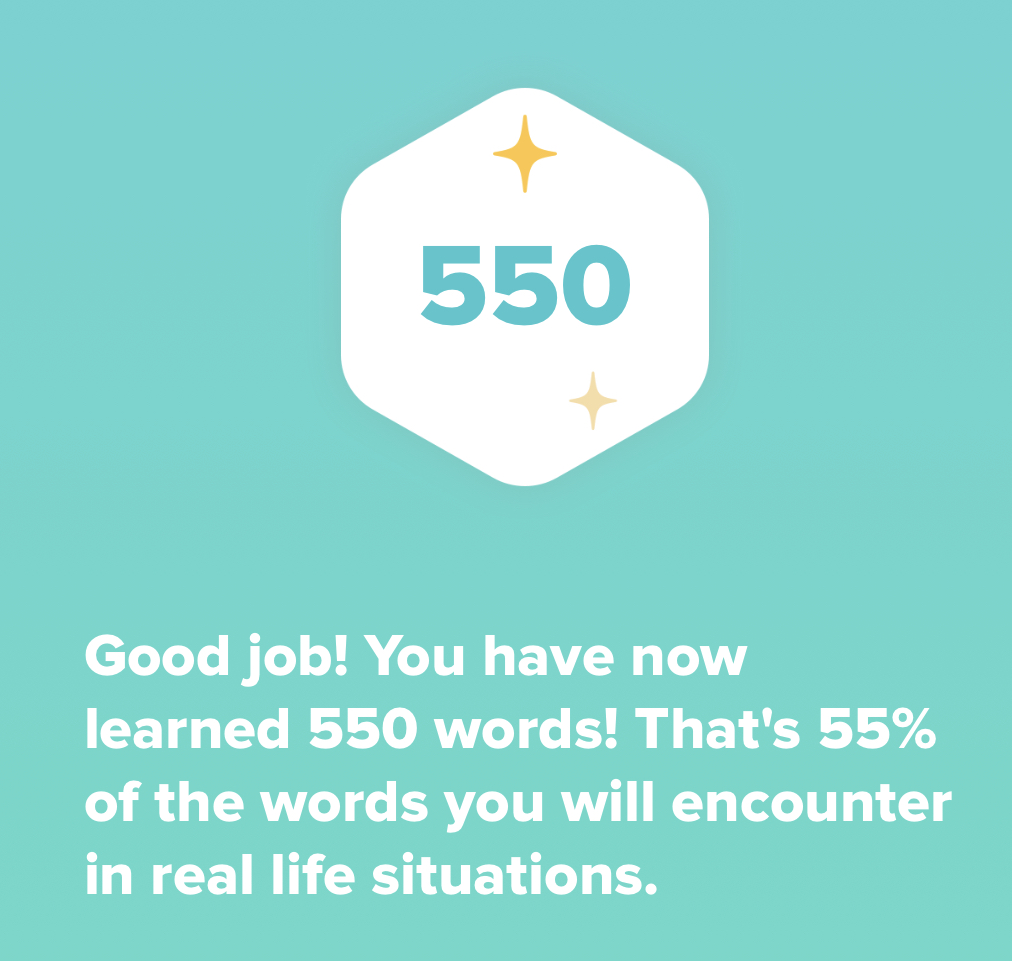 550
Good job! You have now
learned 550 words! That's 55%
of the words you will encounter
in real life situations.